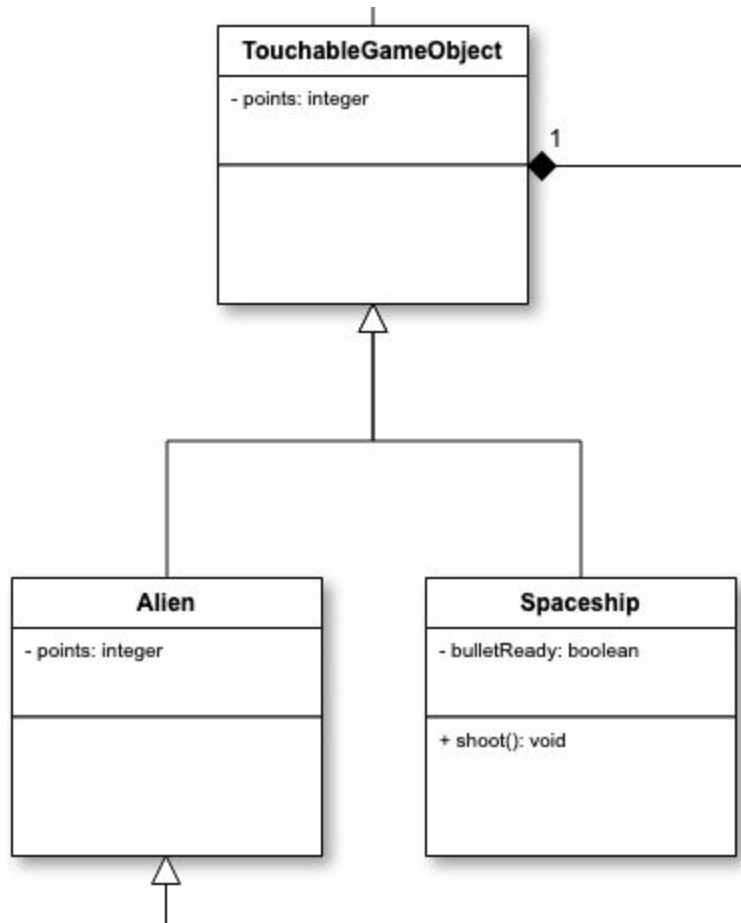 TouchableGameObject
- points: integer
1
Alien
- points: integer
Spaceship
- bulletReady: boolean
+ shoot(): void